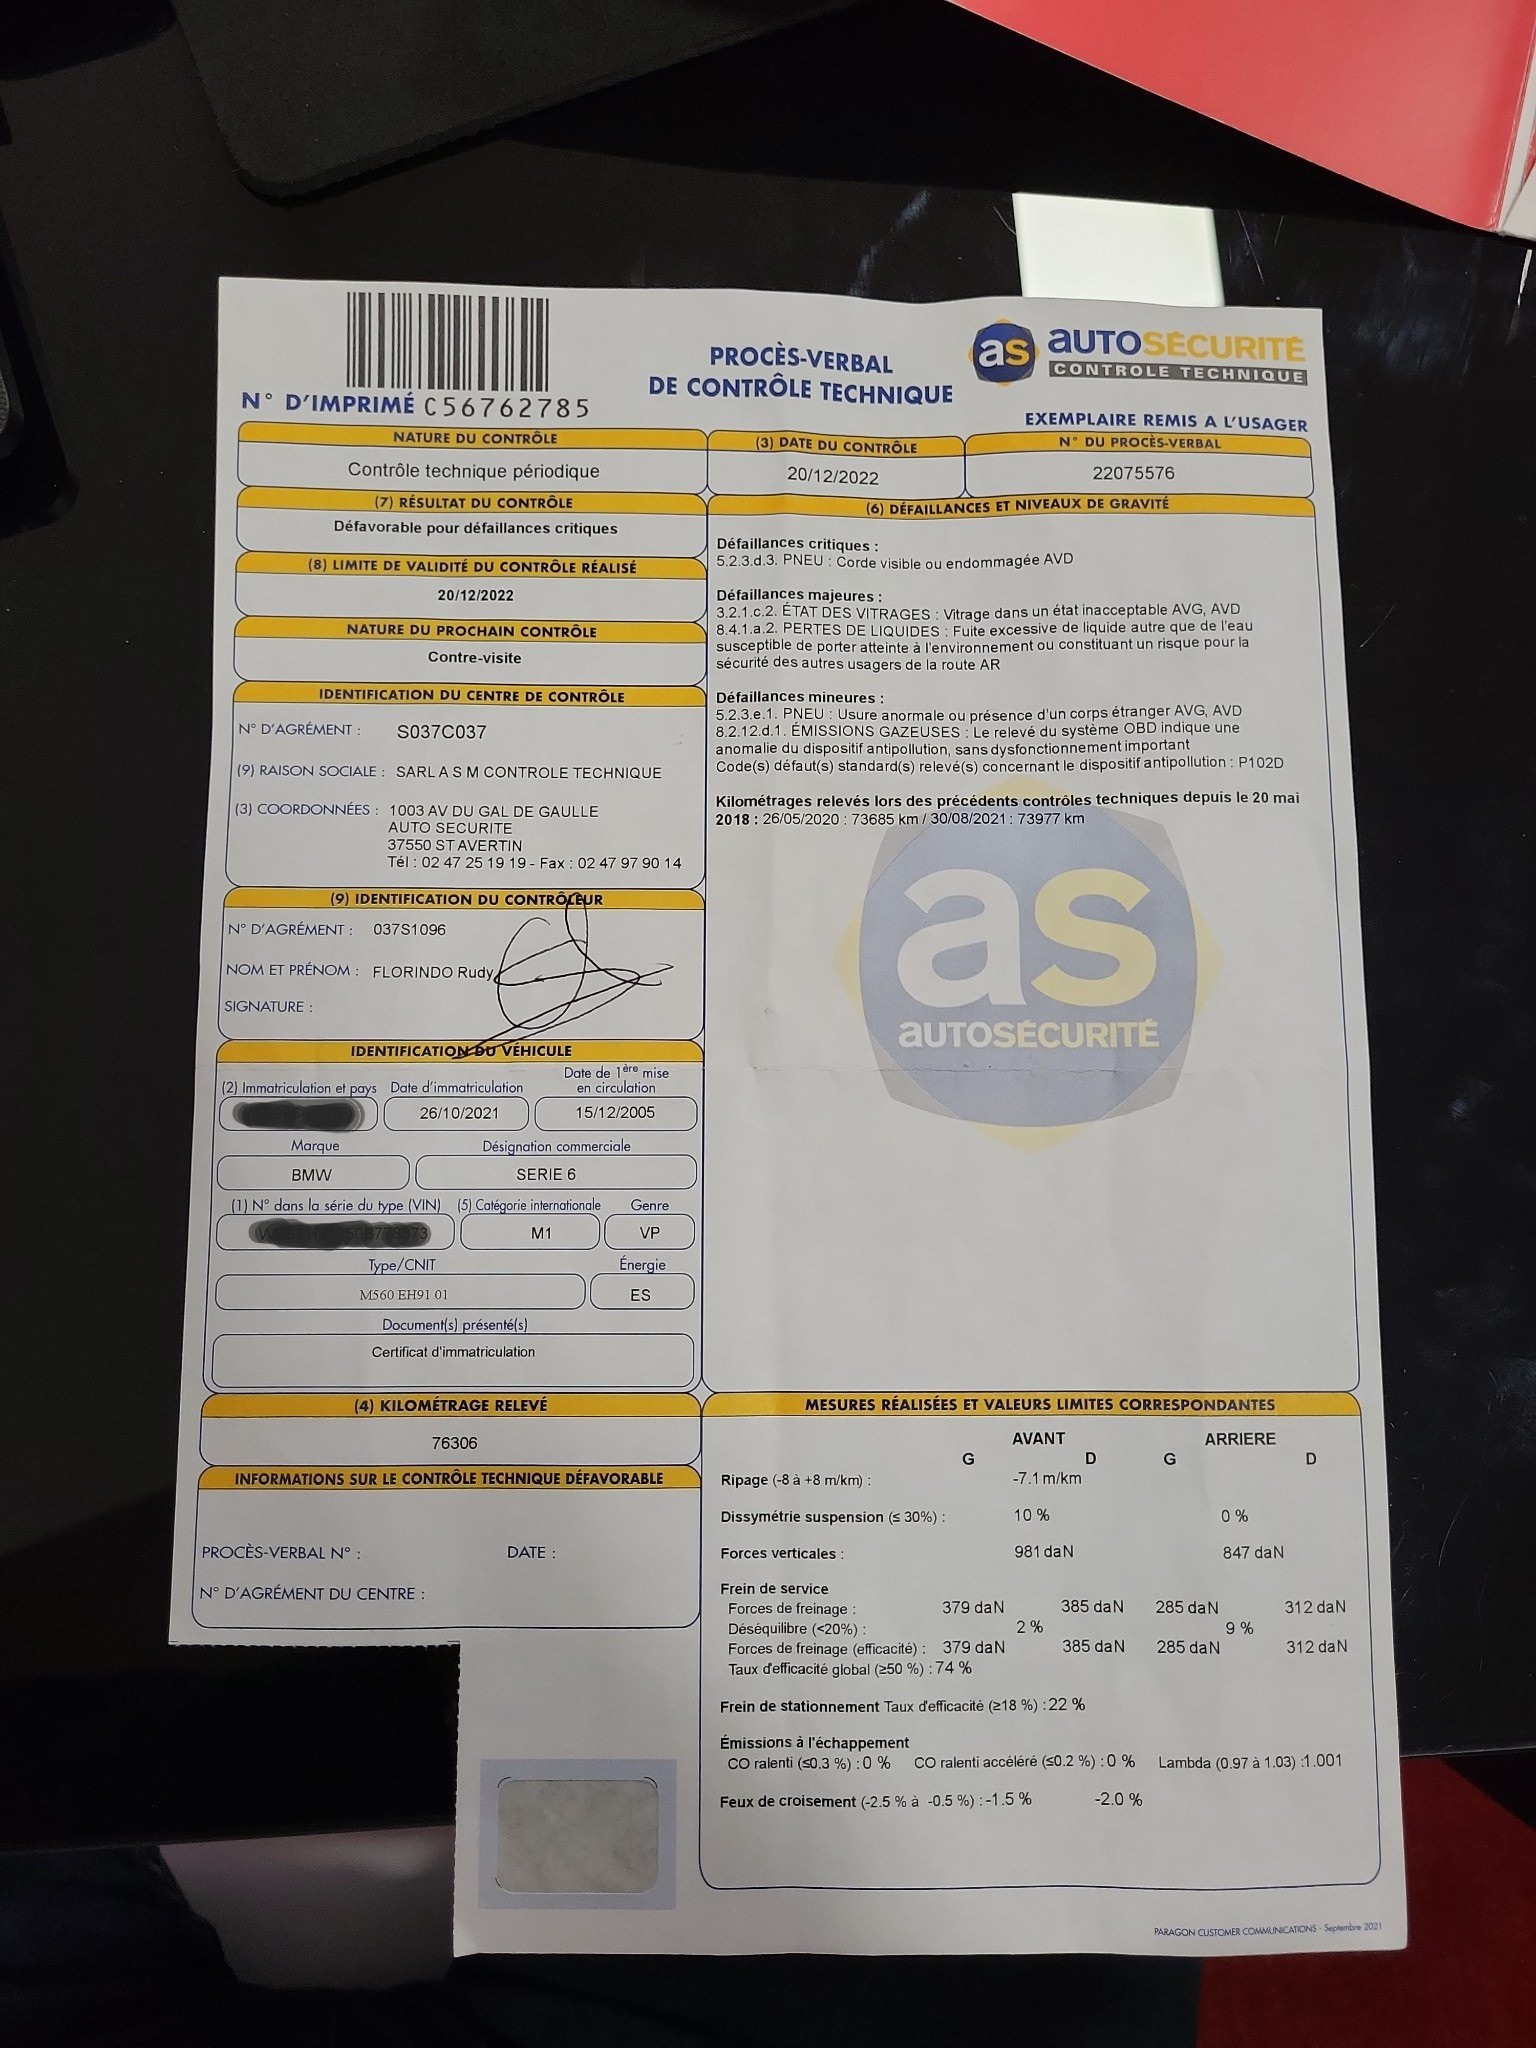 N° D'IMPRIMÉ C56762785
PROCÈS-VERBAL
DE CONTRÔLE TECHNIQUE
as AUTOSÉCURITÉ
CONTROLE TECHNIQUE
EXEMPLAIRE REMIS A L'USAGER
NATURE DU CONTRÔLE
Contrôle technique périodique
(3) DATE DU CONTRÔLE
20/12/2022
N° DU PROCÈS-VERBAL
22075576
(7) RÉSULTAT DU CONTRÔLE
Défavorable pour défaillances critiques
(8) LIMITE DE VALIDITÉ DU CONTRÔLE RÉALISÉ
20/12/2022
NATURE DU PROCHAIN CONTRÔLE
Contre-visite
IDENTIFICATION DU CENTRE DE CONTRÔLE
N° D'AGRÉMENT : S037C037
(9) RAISON SOCIALE : SARL A S M CONTROLE TECHNIQUE
(3) COORDONNÉES : 1003 AV DU GAL DE GAULLE
AUTO SECURITE
37550 ST AVERTIN
Tél : 02 47 25 19 19 - Fax : 02 47 97 90 14
(9) IDENTIFICATION DU CONTRÔLEUR
N° D'AGRÉMENT : 037S1096
NOM ET PRÉNOM : FLORINDO Rudy
SIGNATURE :
IDENTIFICATION DU VÉHICULE
(2) Immatriculation et pays
Date d'immatriculation
26/10/2021
Date de 1ère mise
en circulation
15/12/2005
Marque
BMW
Désignation commerciale
SERIE 6
(1) N° dans la série du type (VIN)
(5) Catégorie internationale
M1
Genre
VP
Type/CNIT
M560 EH91 01
Énergie
ES
Document(s) présenté(s)
Certificat d'immatriculation
(4) KILOMÉTRAGE RELEVÉ
76306
INFORMATIONS SUR LE CONTRÔLE TECHNIQUE DÉFAVORABLE
PROCÈS-VERBAL N° : DATE :
N° D'AGRÉMENT DU CENTRE :
(6) DÉFAILLANCES ET NIVEAUX DE GRAVITÉ
Défaillances critiques :
5.2.3.d.3. PNEU : Corde visible ou endommagée AVD
Défaillances majeures :
3.2.1.c.2. ÉTAT DES VITRAGES : Vitrage dans un état inacceptable AVG, AVD
8.4.1.a.2. PERTES DE LIQUIDES : Fuite excessive de liquide autre que de l'eau
susceptible de porter atteinte à l'environnement ou constituant un risque pour la
sécurité des autres usagers de la route AR
Défaillances mineures :
5.2.3.e.1. PNEU : Usure anormale ou présence d'un corps étranger AVG, AVD
8.2.12.d.1. ÉMISSIONS GAZEUSES : Le relevé du système OBD indique une
anomalie du dispositif antipollution, sans dysfonctionnement important
Code(s) défaut(s) standard(s) relevé(s) concernant le dispositif antipollution : P102D
Kilométrages relevés lors des précédents contrôles techniques depuis le 20 mai
2018 : 26/05/2020 : 73685 km / 30/08/2021 : 73977 km
as
AUTOSÉCURITÉ
MESURES RÉALISÉES ET VALEURS LIMITES CORRESPONDANTES
AVANT ARRIERE
G D G D
Ripage (-8 à +8 m/km) : -7.1 m/km
Dissymétrie suspension (≤ 30%) : 10 % 0 %
Forces verticales : 981 daN 847 daN
Frein de service
Forces de freinage : 379 daN 385 daN 285 daN 312 daN
Déséquilibre (<20%) : 2 % 9 %
Forces de freinage (efficacité) : 379 daN 385 daN 285 daN 312 daN
Taux d'efficacité global (≥50 %) : 74 %
Frein de stationnement Taux d'efficacité (≥18 %) : 22 %
Émissions à l'échappement
CO ralenti (≤0.3 %) : 0 % CO ralenti accéléré (≤0.2 %) : 0 % Lambda (0.97 à 1.03) : 1.001
Feux de croisement (-2.5 % à -0.5 %) : -1.5 % -2.0 %
PARAGON CUSTOMER COMMUNICATIONS - Septembre 2021